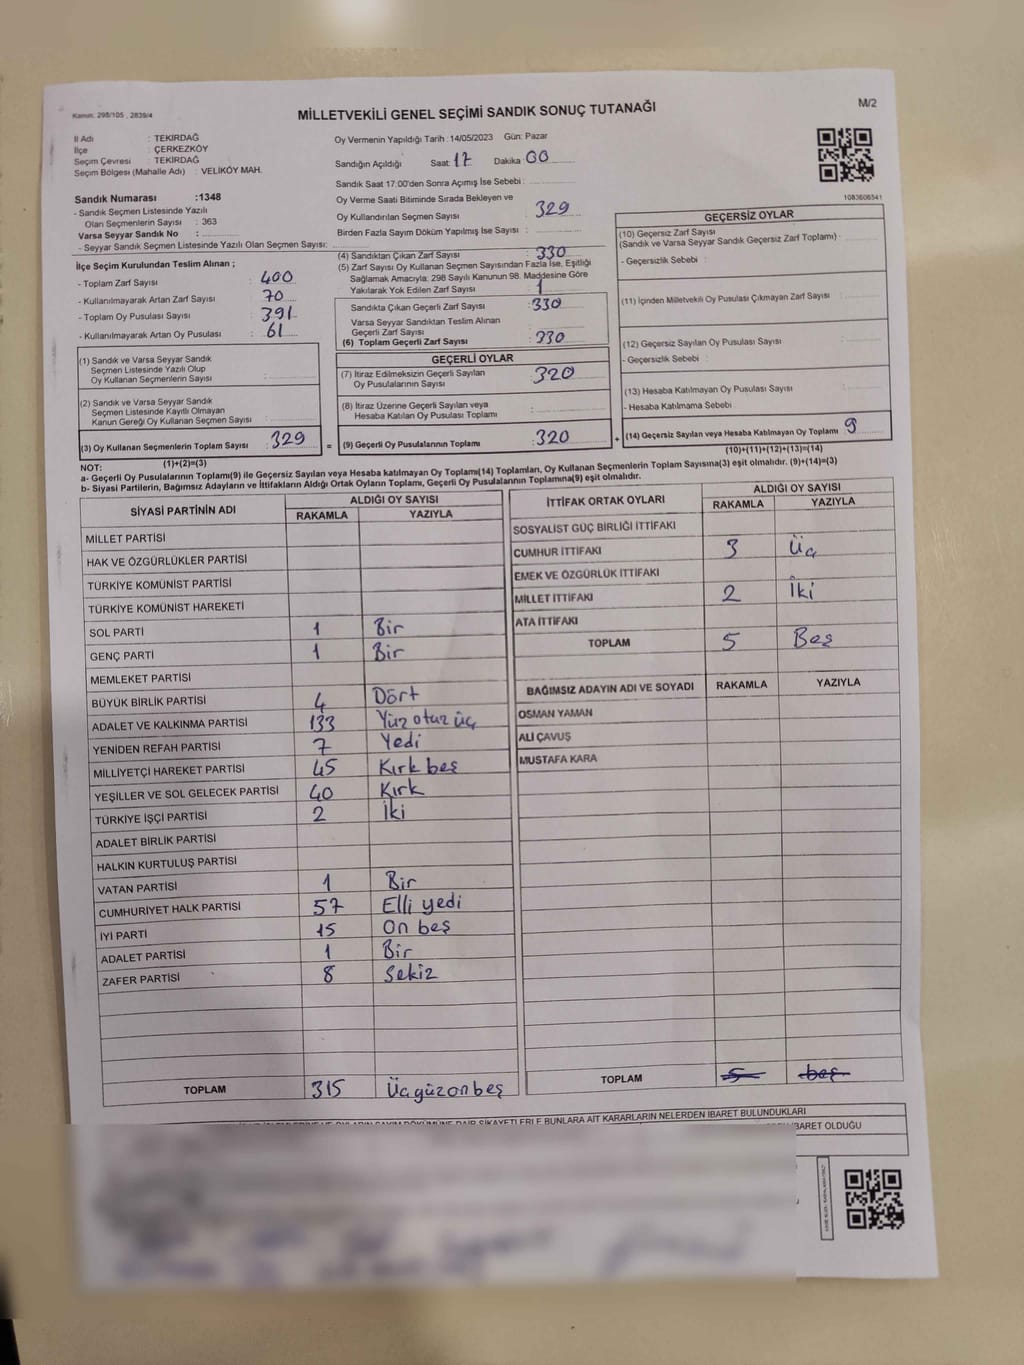 Kanun: 298/105 , 2839/4
MİLLETVEKİLİ GENEL SEÇİMİ SANDIK SONUÇ TUTANAĞI
M/2
İl Adı : TEKİRDAĞ
İlçe : ÇERKEZKÖY
Seçim Çevresi : TEKİRDAĞ
Seçim Bölgesi (Mahalle Adı) : VELİKÖY MAH.
Oy Vermenin Yapıldığı Tarih : 14/05/2023 Gün: Pazar
Sandığın Açıldığı Saat 17 Dakika 00
Sandık Saat 17:00'den Sonra Açımış İse Sebebi :
1083606541
Sandık Numarası :1348
- Sandık Seçmen Listesinde Yazılı
Olan Seçmenlerin Sayısı : 363
Varsa Seyyar Sandık No :
- Seyyar Sandık Seçmen Listesinde Yazılı Olan Seçmen Sayısı:
Oy Verme Saati Bitiminde Sırada Bekleyen ve
Oy Kullandırılan Seçmen Sayısı 329
Birden Fazla Sayım Döküm Yapılmış İse Sayısı :
İlçe Seçim Kurulundan Teslim Alınan ;
- Toplam Zarf Sayısı : 400
- Kullanılmayarak Artan Zarf Sayısı : 70
- Toplam Oy Pusulası Sayısı : 391
- Kullanılmayarak Artan Oy Pusulası : 61
(4) Sandıktan Çıkan Zarf Sayısı : 330
(5) Zarf Sayısı Oy Kullanan Seçmen Sayısından Fazla İse, Eşitliği
Sağlamak Amacıyla; 298 Sayılı Kanunun 98. Maddesine Göre
Yakılarak Yok Edilen Zarf Sayısı : 1
Sandıkta Çıkan Geçerli Zarf Sayısı : 330
Varsa Seyyar Sandıktan Teslim Alınan
Geçerli Zarf Sayısı
(6) Toplam Geçerli Zarf Sayısı : 330
GEÇERSİZ OYLAR
(10) Geçersiz Zarf Sayısı
(Sandık ve Varsa Seyyar Sandık Geçersiz Zarf Toplamı) :
- Geçersizlik Sebebi :
(11) İçinden Milletvekili Oy Pusulası Çıkmayan Zarf Sayısı :
(12) Geçersiz Sayılan Oy Pusulası Sayısı
- Geçersizlik Sebebi :
(13) Hesaba Katılmayan Oy Pusulası Sayısı
- Hesaba Katılmama Sebebi :
(14) Geçersiz Sayılan veya Hesaba Katılmayan Oy Toplamı : 9
(10)+(11)+(12)+(13)=(14)
(1) Sandık ve Varsa Seyyar Sandık
Seçmen Listesinde Yazılı Olup
Oy Kullanan Seçmenlerin Sayısı :
(2) Sandık ve Varsa Seyyar Sandık
Seçmen Listesinde Kayıtlı Olmayan
Kanun Gereği Oy Kullanan Seçmen Sayısı :
(3) Oy Kullanan Seçmenlerin Toplam Sayısı : 329
(1)+(2)=(3)
GEÇERLİ OYLAR
(7) İtiraz Edilmeksizin Geçerli Sayılan
Oy Pusulalarının Sayısı : 320
(8) İtiraz Üzerine Geçerli Sayılan veya
Hesaba Katılan Oy Pusulası Toplamı :
= (9) Geçerli Oy Pusulalarının Toplamı : 320 +
NOT:
a- Geçerli Oy Pusulalarının Toplamı(9) ile Geçersiz Sayılan veya Hesaba katılmayan Oy Toplamı(14) Toplamları, Oy Kullanan Seçmenlerin Toplam Sayısına(3) eşit olmalıdır. (9)+(14)=(3)
b- Siyasi Partilerin, Bağımsız Adayların ve İttifakların Aldığı Ortak Oyların Toplamı, Geçerli Oy Pusulalarının Toplamına(9) eşit olmalıdır.
SİYASİ PARTİNİN ADI
ALDIĞI OY SAYISI
RAKAMLA YAZIYLA
MİLLET PARTİSİ
HAK VE ÖZGÜRLÜKLER PARTİSİ
TÜRKİYE KOMÜNİST PARTİSİ
TÜRKİYE KOMÜNİST HAREKETİ
SOL PARTİ 1 Bir
GENÇ PARTİ 1 Bir
MEMLEKET PARTİSİ
BÜYÜK BİRLİK PARTİSİ 4 Dört
ADALET VE KALKINMA PARTİSİ 133 Yüz otuz üç
YENİDEN REFAH PARTİSİ 7 Yedi
MİLLİYETÇİ HAREKET PARTİSİ 45 Kırk beş
YEŞİLLER VE SOL GELECEK PARTİSİ 40 Kırk
TÜRKİYE İŞÇİ PARTİSİ 2 İki
ADALET BİRLİK PARTİSİ
HALKIN KURTULUŞ PARTİSİ
VATAN PARTİSİ 1 Bir
CUMHURİYET HALK PARTİSİ 57 Elli yedi
İYİ PARTİ 15 On beş
ADALET PARTİSİ 1 Bir
ZAFER PARTİSİ 8 Sekiz
TOPLAM 315 Üçgüzonbeş
İTTİFAK ORTAK OYLARI
ALDIĞI OY SAYISI
RAKAMLA YAZIYLA
SOSYALİST GÜÇ BİRLİĞİ İTTİFAKI
CUMHUR İTTİFAKI 3 Üç
EMEK VE ÖZGÜRLÜK İTTİFAKI
MİLLET İTTİFAKI 2 İki
ATA İTTİFAKI
TOPLAM 5 Beş
BAĞIMSIZ ADAYIN ADI VE SOYADI RAKAMLA YAZIYLA
OSMAN YAMAN
ALİ ÇAVUŞ
MUSTAFA KARA
TOPLAM 5 beş
BUNLARA AİT KARARLARIN NELERDEN İBARET BULUNDUKLARI
İBARET OLDUĞU